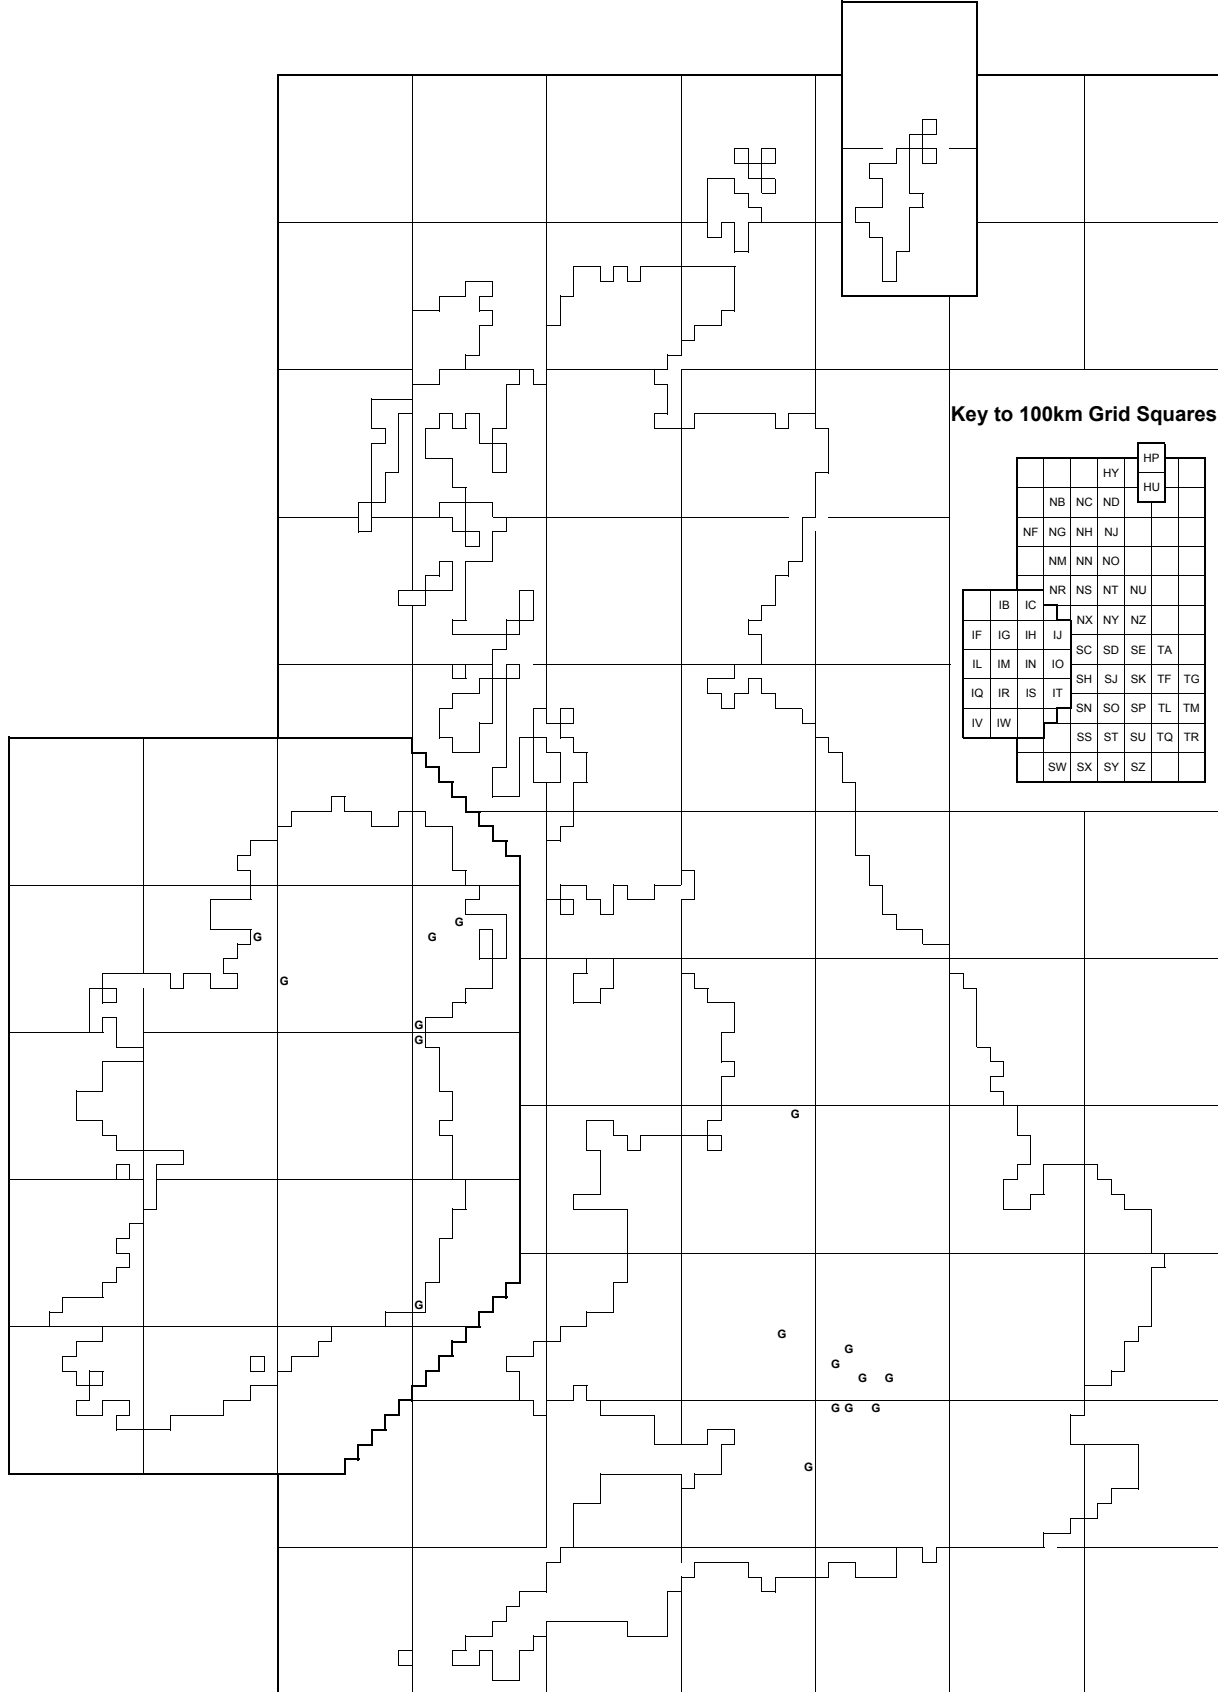 Key to 100km Grid Squares
HP
HY
HU
NB NC ND
NF NG NH NJ
NM NN NO
NR NS NT NU
IB IC
NX NY NZ
IF IG IH IJ
SC SD SE TA
IL IM IN IO
SH SJ SK TF TG
IQ IR IS IT
SN SO SP TL TM
IV IW
SS ST SU TQ TR
SW SX SY SZ
G
G G
G
G
G
G
G
G
G
G
G G
G G G
G